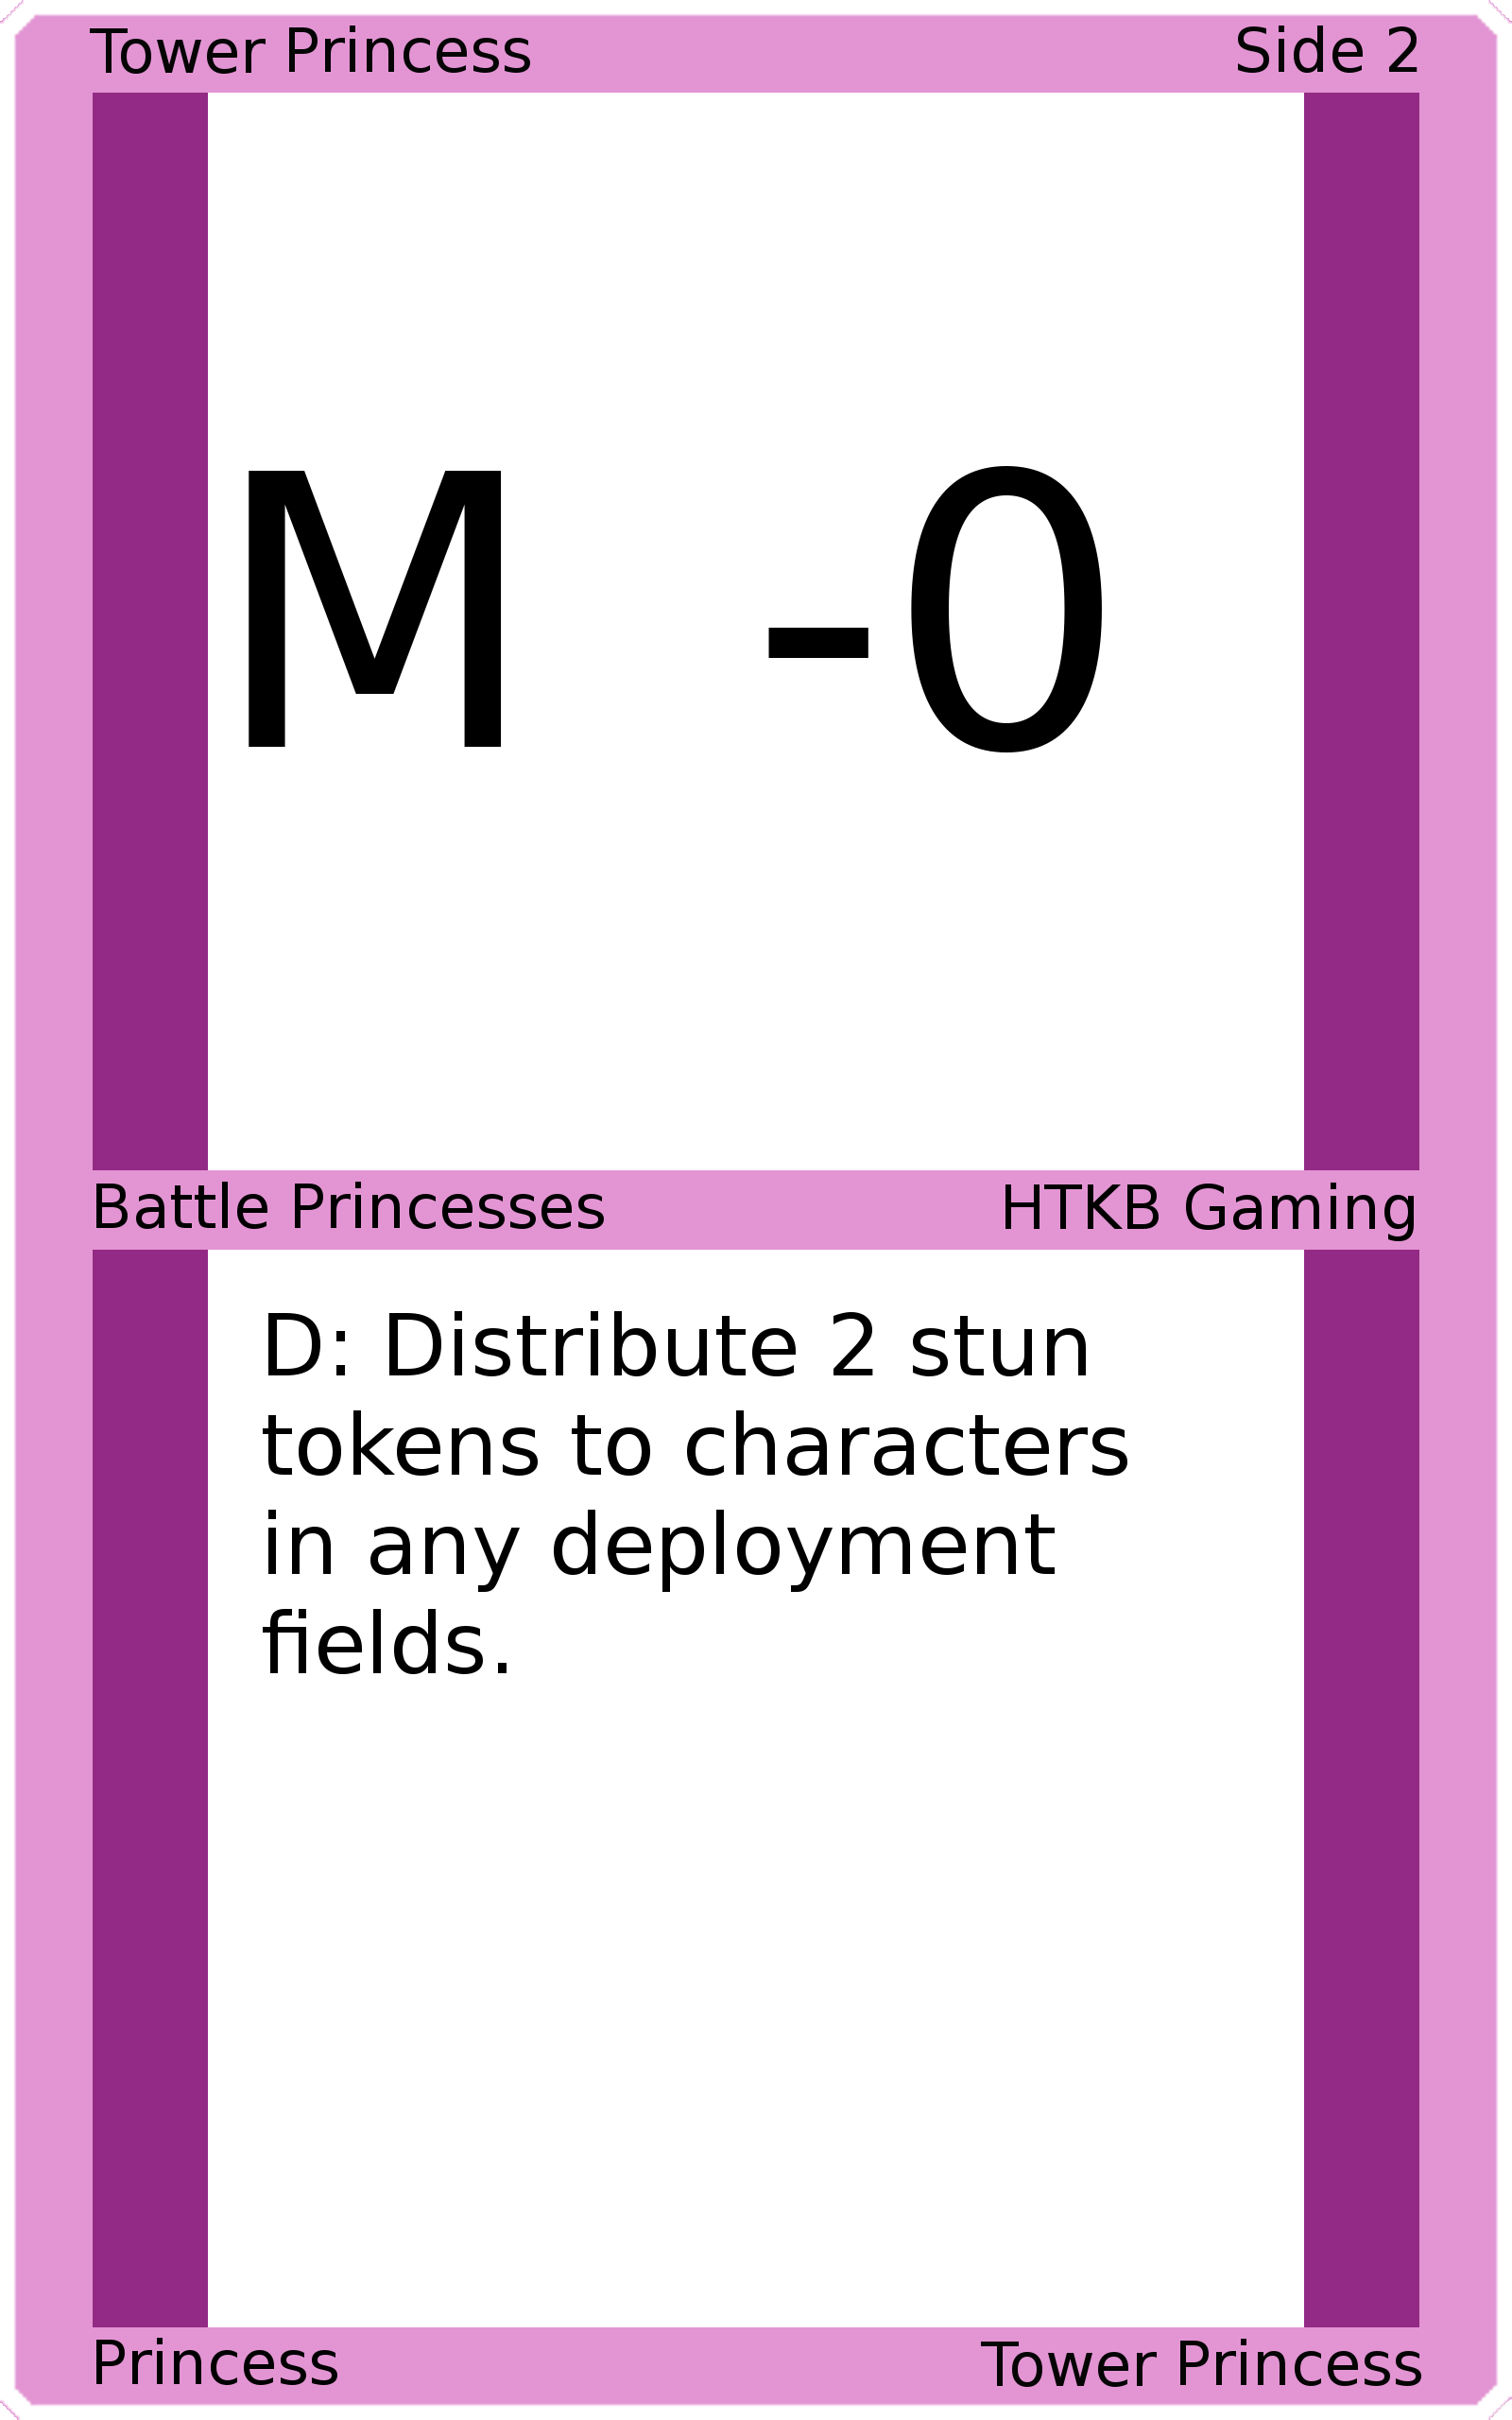 Tower Princess Side 2
M -0
Battle Princesses HTKB Gaming
D: Distribute 2 stun
tokens to characters
in any deployment
fields.
Princess Tower Princess